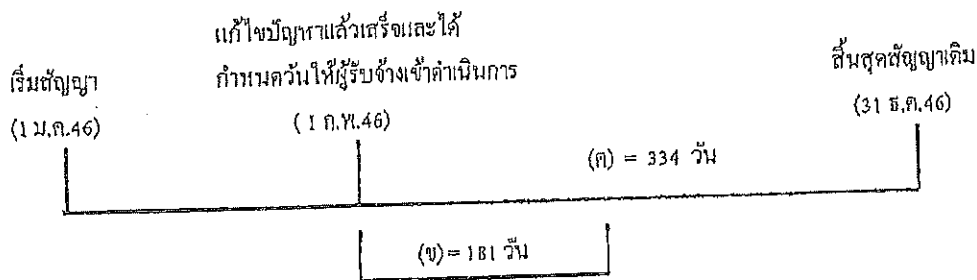 แก้ไขปัญหาแล้วเสร็จและได้
เริ่มสัญญา
กำหนดวันให้ผู้รับจ้างเข้าดำเนินการ
สิ้นสุดสัญญาเดิม
(1 ม.ค.46)
( 1 ก.พ.46)
(31 ธ.ค.46)
(ค) = 334 วัน
(ข) = 181 วัน